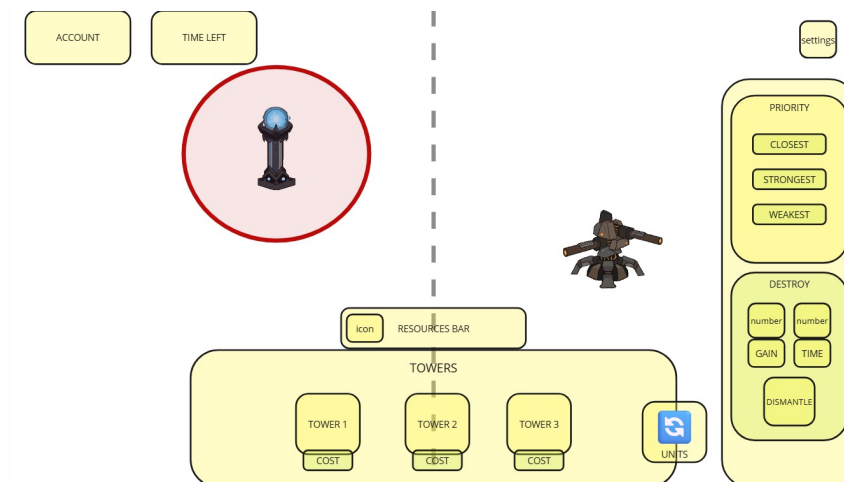 ACCOUNT
TIME LEFT
settings
PRIORITY
CLOSEST
STRONGEST
WEAKEST
DESTROY
number
number
GAIN
TIME
DISMANTLE
icon
RESOURCES BAR
TOWERS
TOWER 1
TOWER 2
TOWER 3
COST
COST
COST
UNITS